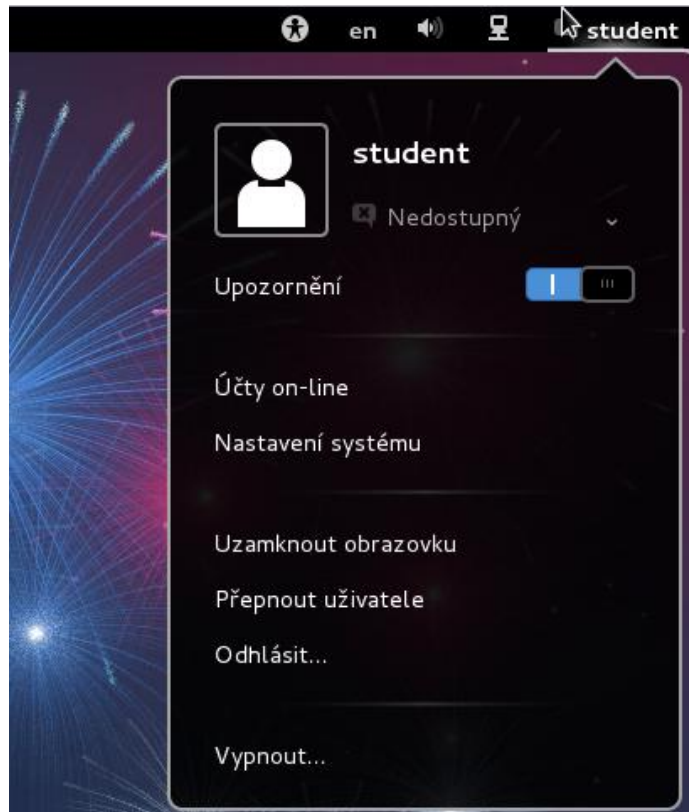 en
student
student
Nedostupný
Upozornění
Účty on-line
Nastavení systému
Uzamknout obrazovku
Přepnout uživatele
Odhlásit...
Vypnout...